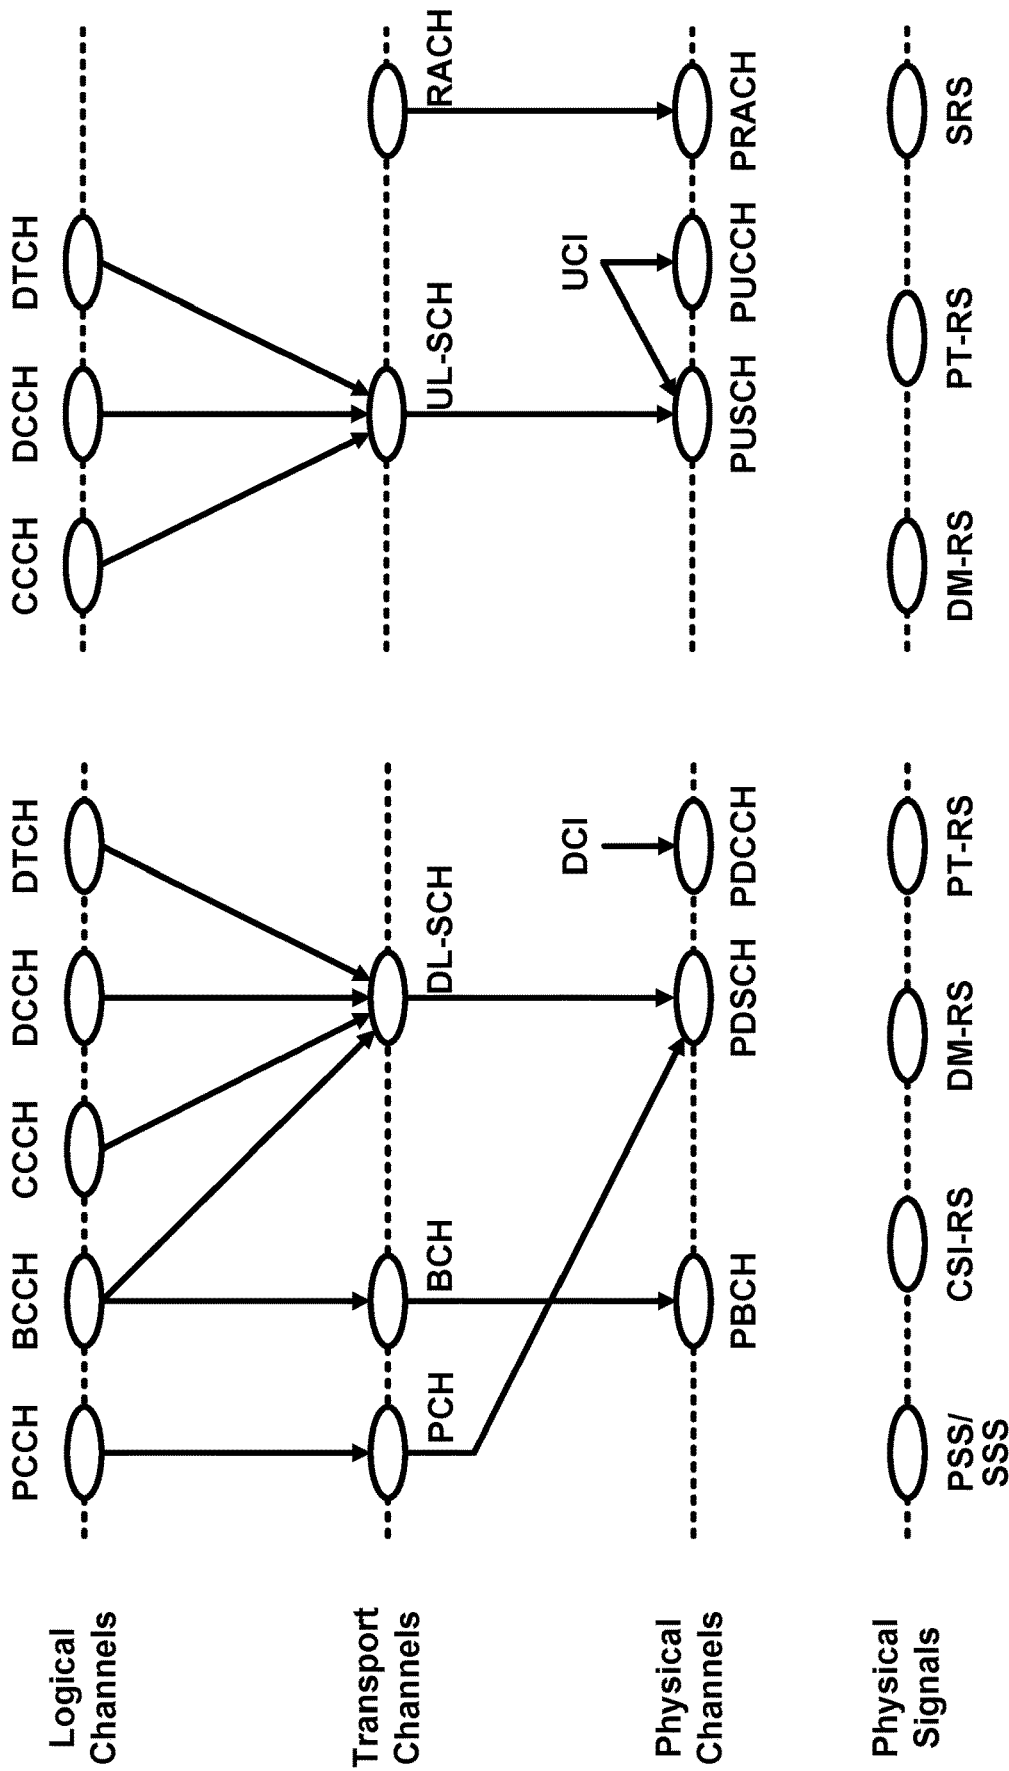 Logical
Channels
PCCH
BCCH
CCCH
DCCH
DTCH
CCCH
DCCH
DTCH
Transport
Channels
PCH
BCH
DL-SCH
UL-SCH
RACH
DCI
UCI
Physical
Channels
PBCH
PDSCH
PDCCH
PUSCH
PUCCH
PRACH
Physical
Signals
PSS/
SSS
CSI-RS
DM-RS
PT-RS
DM-RS
PT-RS
SRS